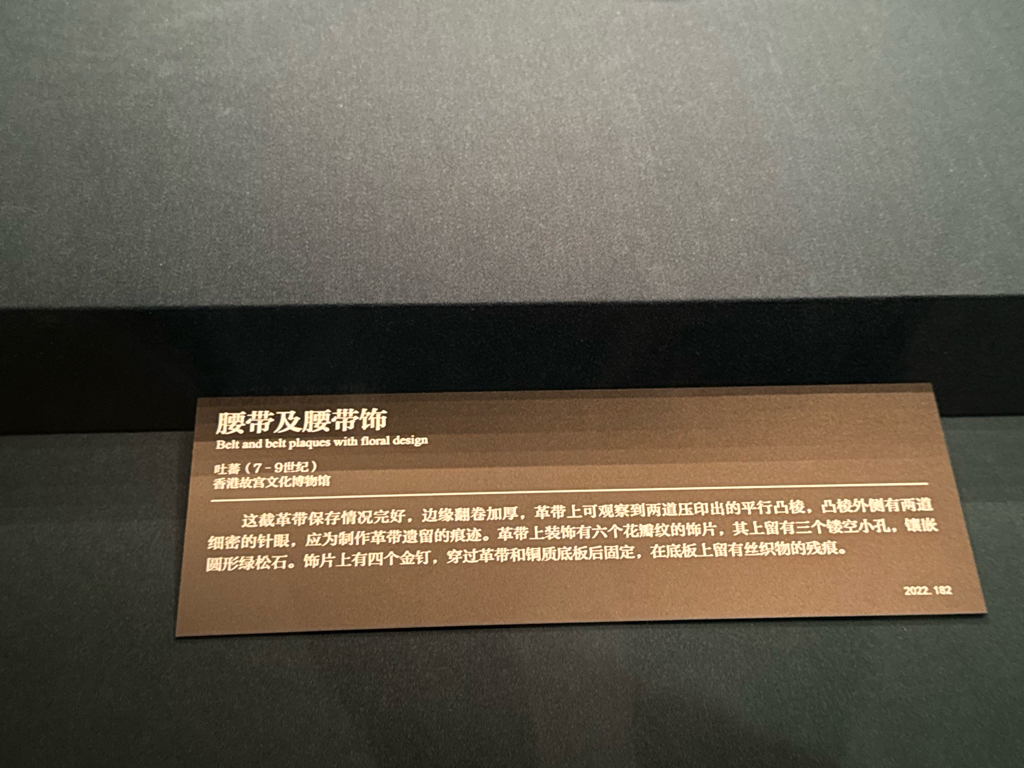 腰带及腰带饰
Belt and belt plaques with floral design
吐蕃（7－9世纪）
香港故宫文化博物馆
这截革带保存情况完好，边缘翻卷加厚，革带上可观察到两道压印出的平行凸棱，凸棱外侧有两道
细密的针眼，应为制作革带遗留的痕迹。革带上装饰有六个花瓣纹的饰片，其上留有三个镂空小孔，镶嵌
圆形绿松石。饰片上有四个金钉，穿过革带和铜质底板后固定，在底板上留有丝织物的残痕。
2022.182